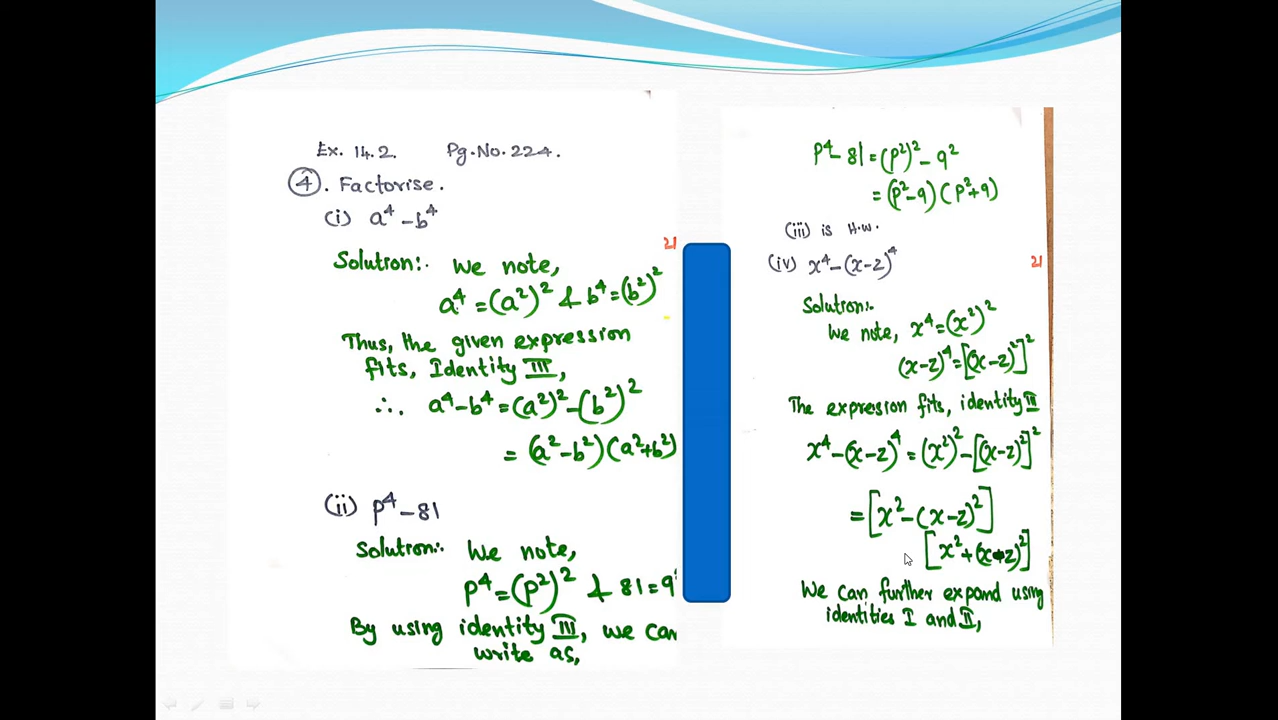 Ex. 14.2. Pg.No.224.
④. Factorise.
(i) a⁴ – b⁴
Solution:- We note,
a⁴ = (a²)² & b⁴ = (b²)²
Thus, the given expression
fits, Identity III,
∴ a⁴–b⁴ = (a²)² – (b²)²
= (a²–b²)(a²+b²)
(ii) p⁴ – 81
Solution:- We note,
p⁴ = (p²)² & 81 = 9²
By using identity III, we can
write as,
p⁴– 81 = (p²)² – 9²
= (p²–9)(p²+9)
(iii) is H.W.
(iv) x⁴–(x–z)⁴
Solution:-
We note, x⁴ = (x²)²
(x–z)⁴ = [(x–z)²]²
The expression fits, identity III
x⁴–(x–z)⁴ = (x²)² – [(x–z)²]²
= [x² – (x–z)²]
[x² + (x–z)²]
We can further expand using
identities I and II,
21
21